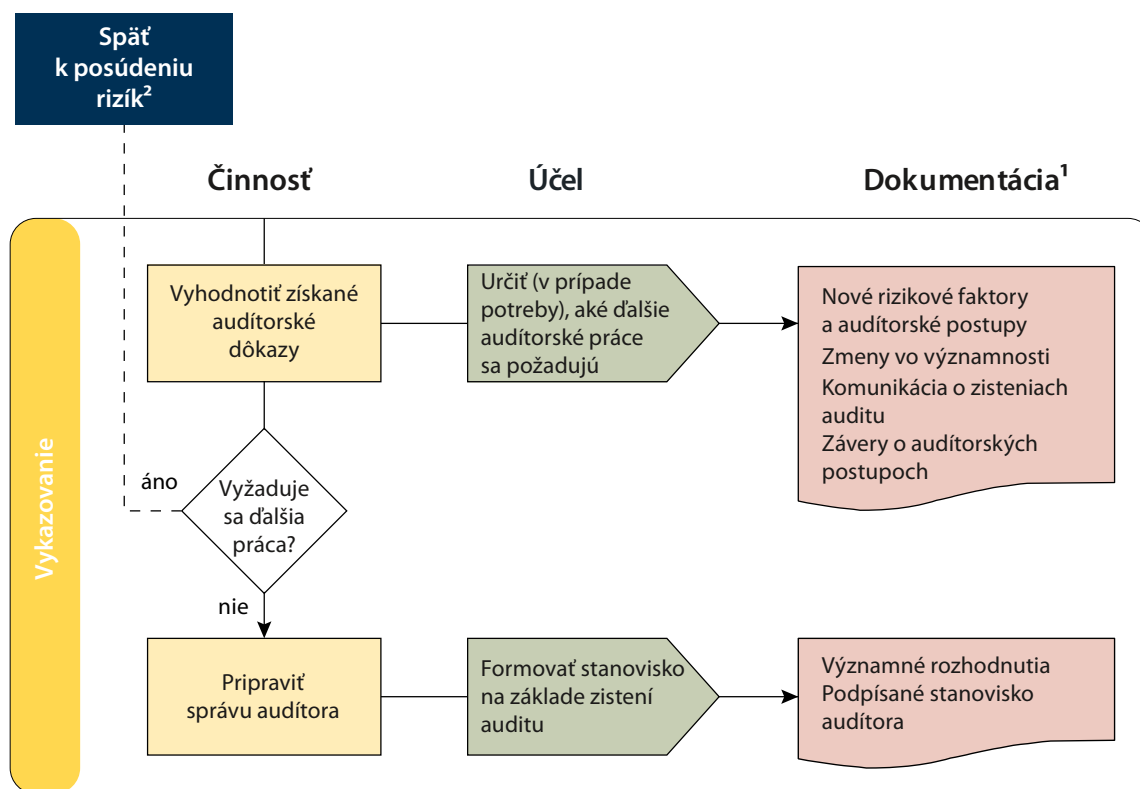 Späť
k posúdeniu
rizík²
Činnosť
Účel
Dokumentácia¹
Vykazovanie
Vyhodnotiť získané
audítorské
dôkazy
Určiť (v prípade
potreby), aké ďalšie
audítorské práce
sa požadujú
Nové rizikové faktory
a audítorské postupy
Zmeny vo významnosti
Komunikácia o zisteniach
auditu
Závery o audítorských
postupoch
áno
Vyžaduje
sa ďalšia
práca?
nie
Pripraviť
správu audítora
Formovať stanovisko
na základe zistení
auditu
Významné rozhodnutia
Podpísané stanovisko
audítora